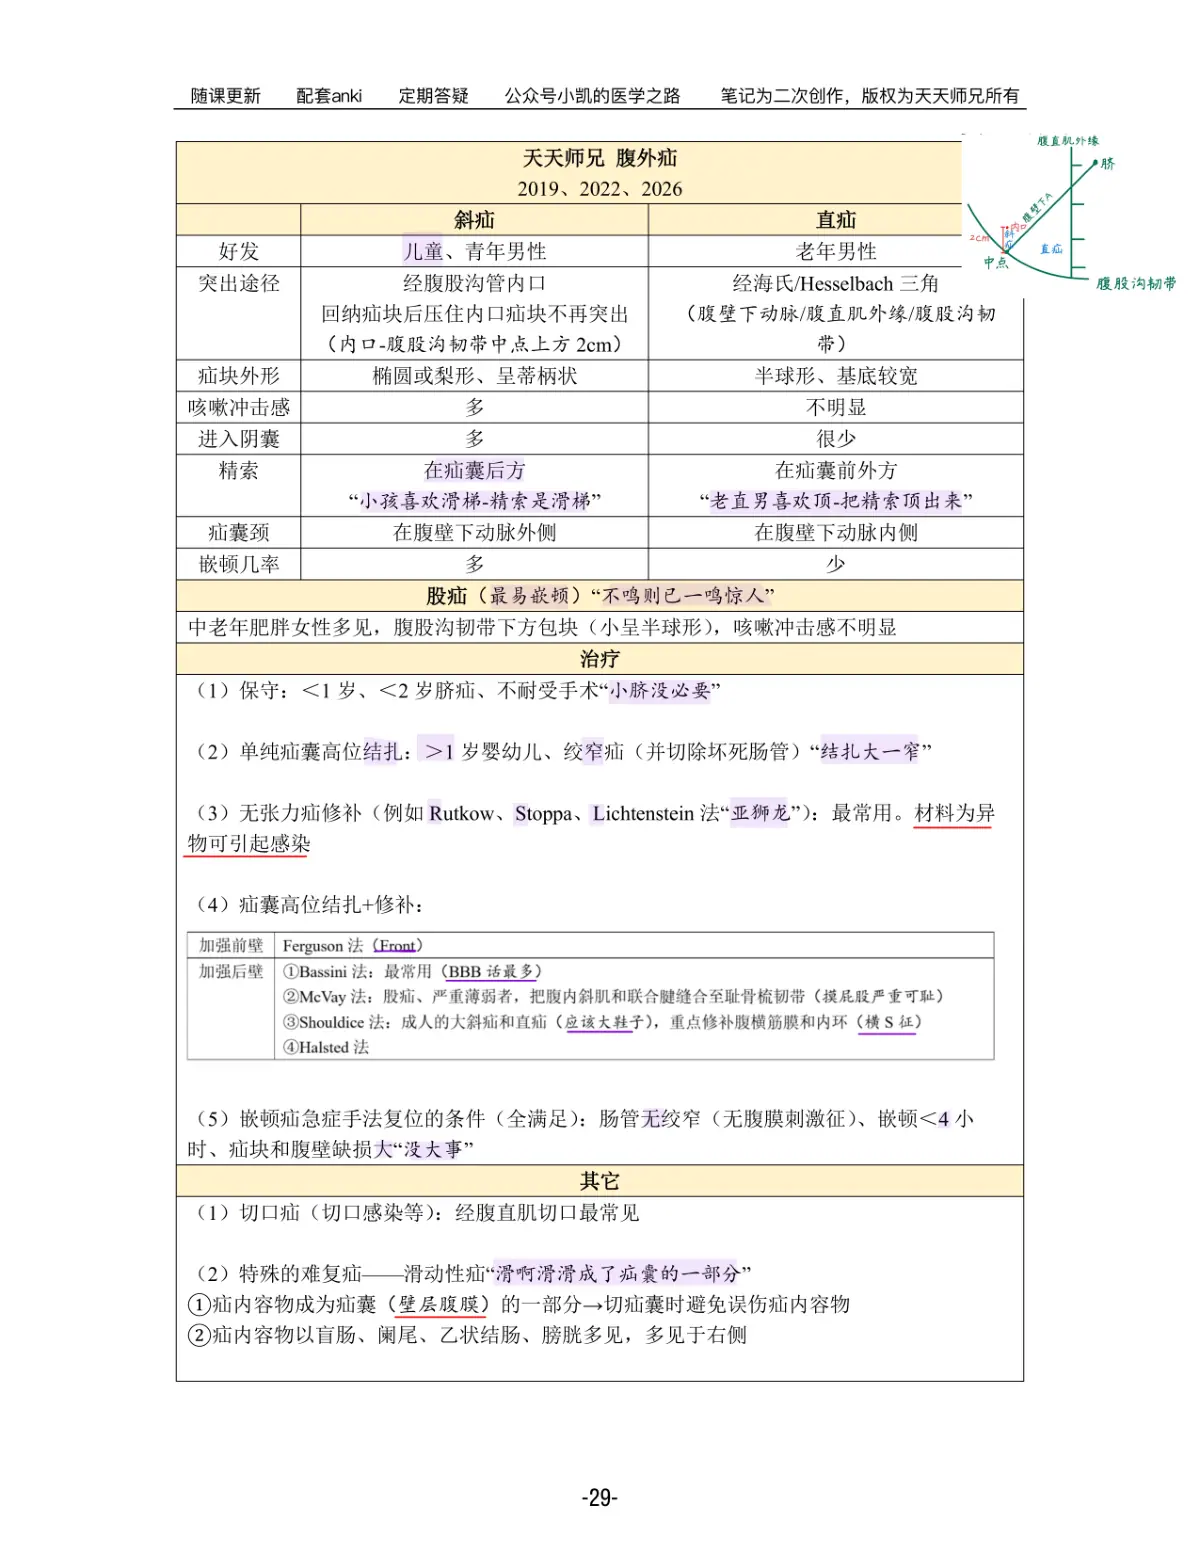 随课更新 配套anki 定期答疑 公众号小凯的医学之路 笔记为二次创作，版权为天天师兄所有
天天师兄 腹外疝
2019、2022、2026
斜疝 直疝
好发 儿童、青年男性 老年男性
突出途径 经腹股沟管内口 经海氏/Hesselbach 三角
回纳疝块后压住内口疝块不再突出 （腹壁下动脉/腹直肌外缘/腹股沟韧
（内口-腹股沟韧带中点上方 2cm） 带）
疝块外形 椭圆或梨形、呈蒂柄状 半球形、基底较宽
咳嗽冲击感 多 不明显
进入阴囊 多 很少
精索 在疝囊后方 在疝囊前外方
“小孩喜欢滑梯-精索是滑梯” “老直男喜欢顶-把精索顶出来”
疝囊颈 在腹壁下动脉外侧 在腹壁下动脉内侧
嵌顿几率 多 少
腹直肌外缘
脐
腹壁下A
内口
2cm
斜疝
直疝
中点
腹股沟韧带
股疝（最易嵌顿）“不鸣则已一鸣惊人”
中老年肥胖女性多见，腹股沟韧带下方包块（小呈半球形），咳嗽冲击感不明显
治疗
（1）保守：＜1 岁、＜2 岁脐疝、不耐受手术“小脐没必要”
（2）单纯疝囊高位结扎：＞1 岁婴幼儿、绞窄疝（并切除坏死肠管）“结扎大一窄”
（3）无张力疝修补（例如 Rutkow、Stoppa、Lichtenstein 法“亚狮龙”）：最常用。材料为异
物可引起感染
（4）疝囊高位结扎+修补：
加强前壁 Ferguson 法（Front）
加强后壁 ①Bassini 法：最常用（BBB 话最多）
②McVay 法：股疝、严重薄弱者，把腹内斜肌和联合腱缝合至耻骨梳韧带（摸屁股严重可耻）
③Shouldice 法：成人的大斜疝和直疝（应该大鞋子），重点修补腹横筋膜和内环（横 S 征）
④Halsted 法
（5）嵌顿疝急症手法复位的条件（全满足）：肠管无绞窄（无腹膜刺激征）、嵌顿＜4 小
时、疝块和腹壁缺损大“没大事”
其它
（1）切口疝（切口感染等）：经腹直肌切口最常见
（2）特殊的难复疝——滑动性疝“滑啊滑滑成了疝囊的一部分”
①疝内容物成为疝囊（壁层腹膜）的一部分→切疝囊时避免误伤疝内容物
②疝内容物以盲肠、阑尾、乙状结肠、膀胱多见，多见于右侧
-29-